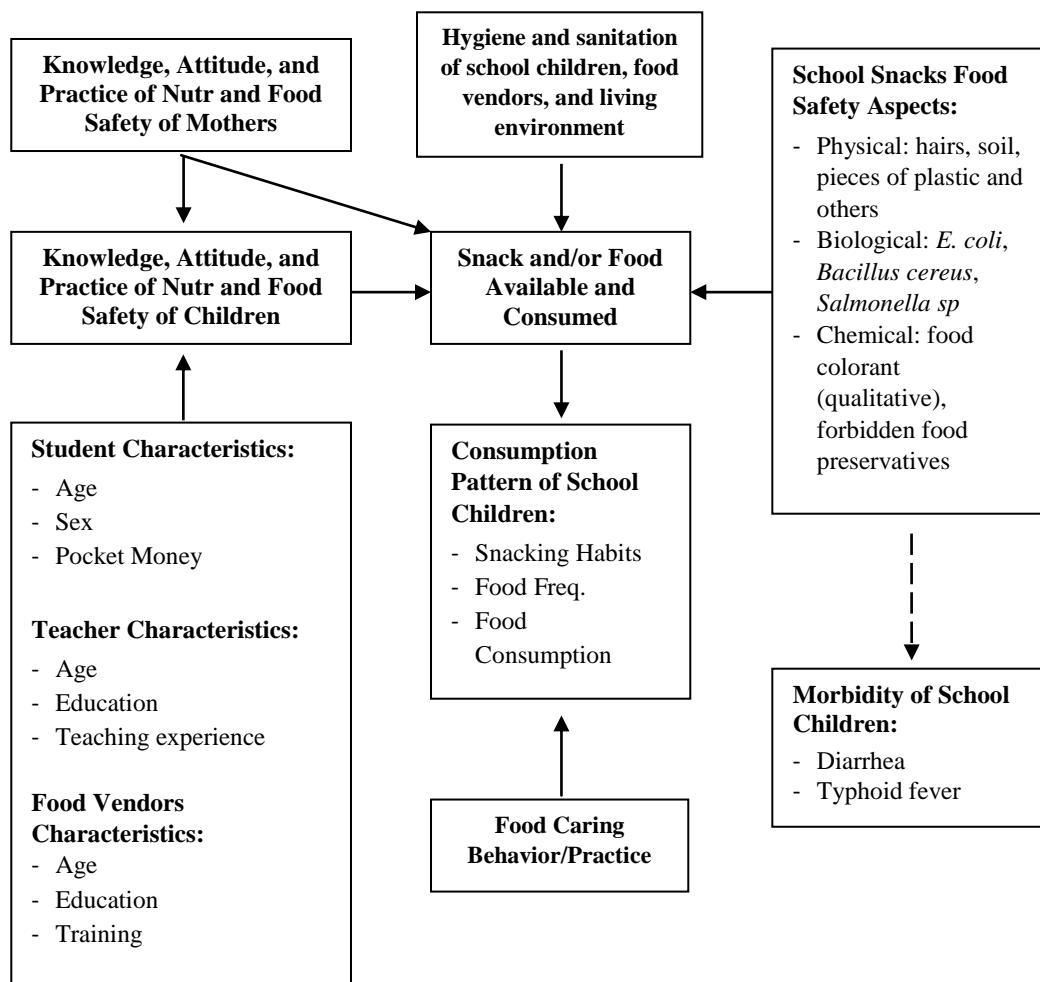 Knowledge, Attitude, and
Practice of Nutr and Food
Safety of Mothers
Hygiene and sanitation
of school children, food
vendors, and living
environment
School Snacks Food
Safety Aspects:
- Physical: hairs, soil,
pieces of plastic and
others
- Biological: E. coli,
Bacillus cereus,
Salmonella sp
- Chemical: food
colorant
(qualitative),
forbidden food
preservatives
Knowledge, Attitude, and
Practice of Nutr and Food
Safety of Children
Snack and/or Food
Available and
Consumed
Student Characteristics:
- Age
- Sex
- Pocket Money
Teacher Characteristics:
- Age
- Education
- Teaching experience
Food Vendors
Characteristics:
- Age
- Education
- Training
Consumption
Pattern of School
Children:
- Snacking Habits
- Food Freq.
- Food
Consumption
Food Caring
Behavior/Practice
Morbidity of School
Children:
- Diarrhea
- Typhoid fever